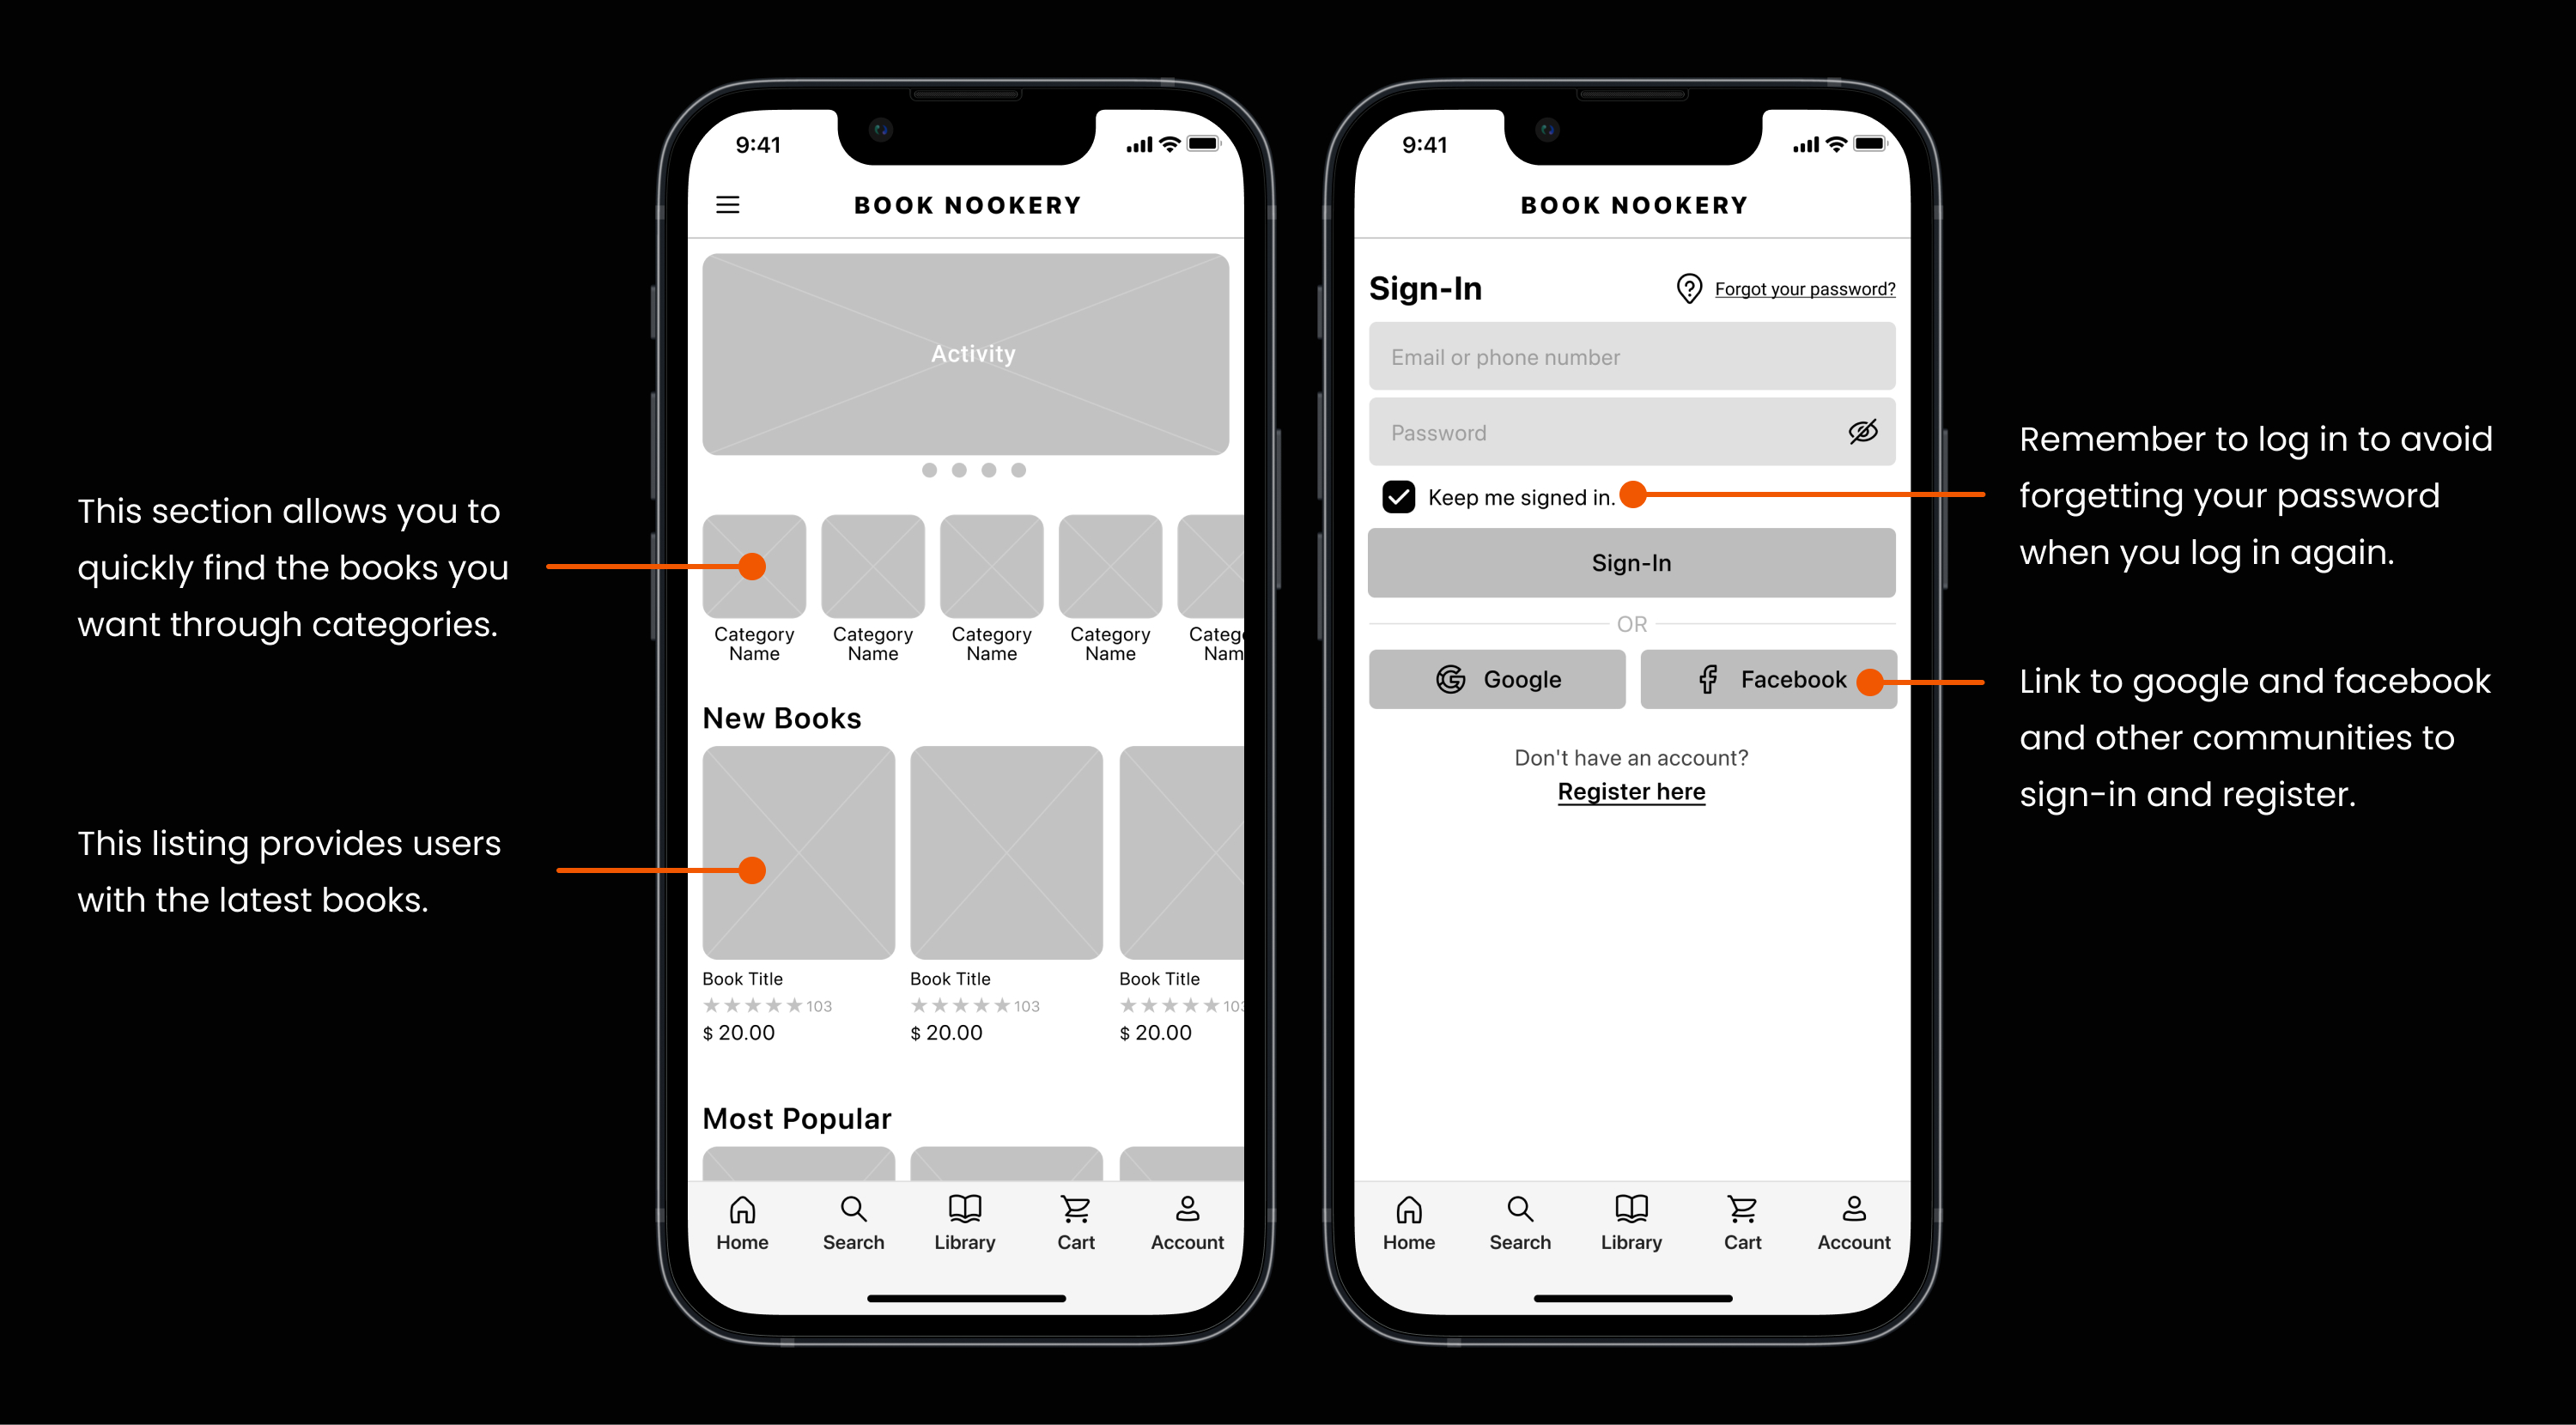 This section allows you to
quickly find the books you
want through categories.
This listing provides users
with the latest books.
9:41
BOOK NOOKERY
Activity
Category Name
Category Name
Category Name
Category Name
Categ Nam
New Books
Book Title
Book Title
Book Title
103
103
103
$ 20.00
$ 20.00
$ 20.00
Most Popular
Home
Search
Library
Cart
Account
9:41
BOOK NOOKERY
Sign-In
Forgot your password?
Email or phone number
Password
Keep me signed in.
Sign-In
OR
Google
Facebook
Don't have an account?
Register here
Home
Search
Library
Cart
Account
Remember to log in to avoid
forgetting your password
when you log in again.
Link to google and facebook
and other communities to
sign-in and register.